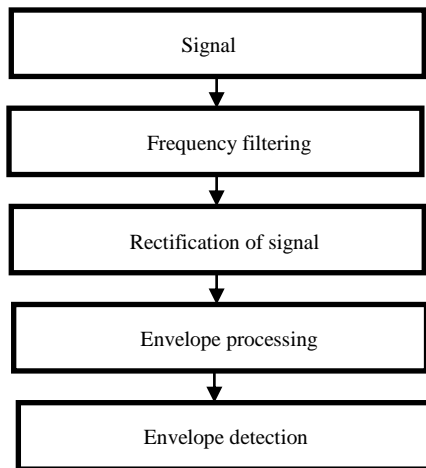 Signal
Frequency filtering
Rectification of signal
Envelope processing
Envelope detection